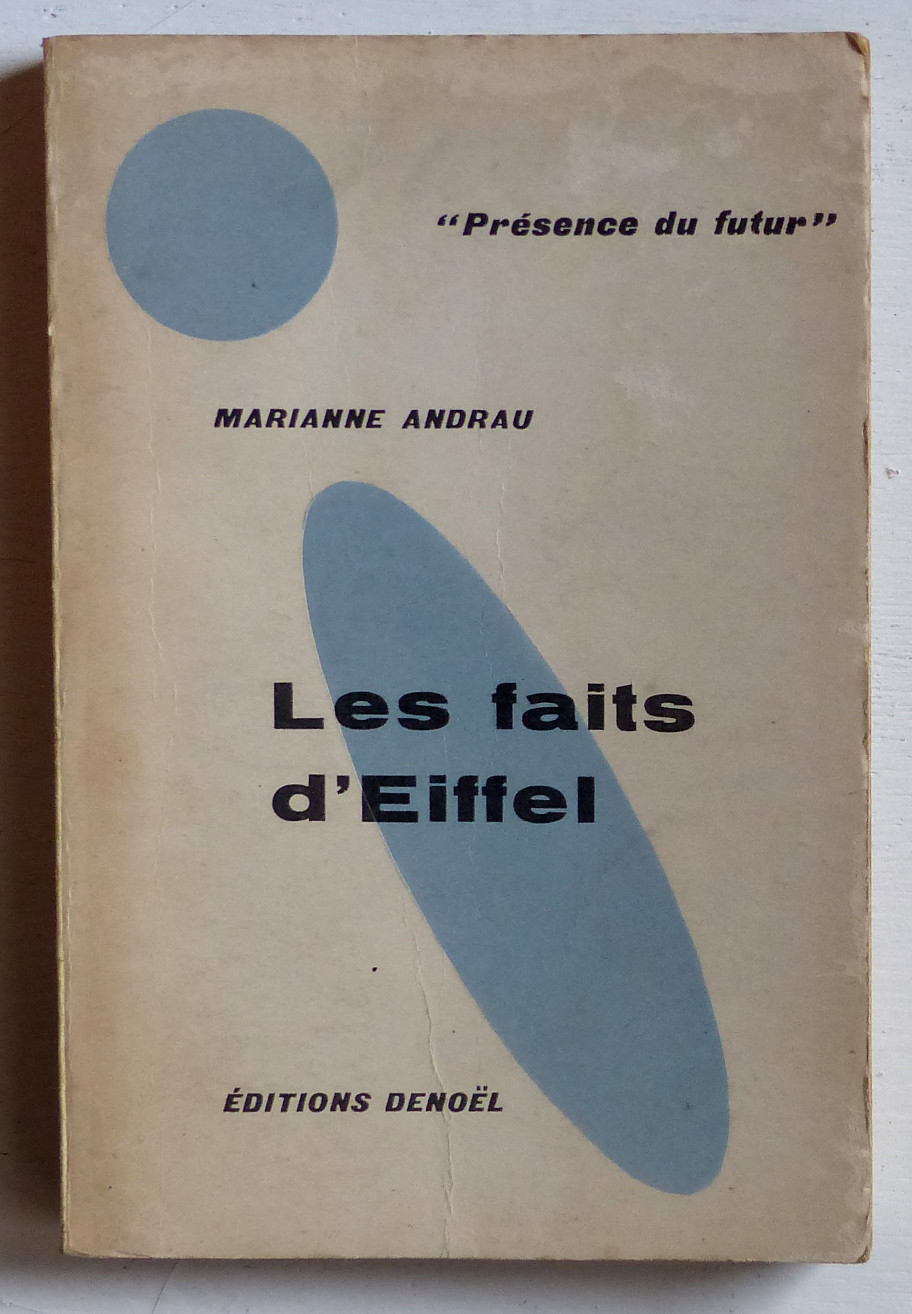 “Présence du futur”
MARIANNE ANDRAU
Les faits
d’Eiffel
ÉDITIONS DENOËL